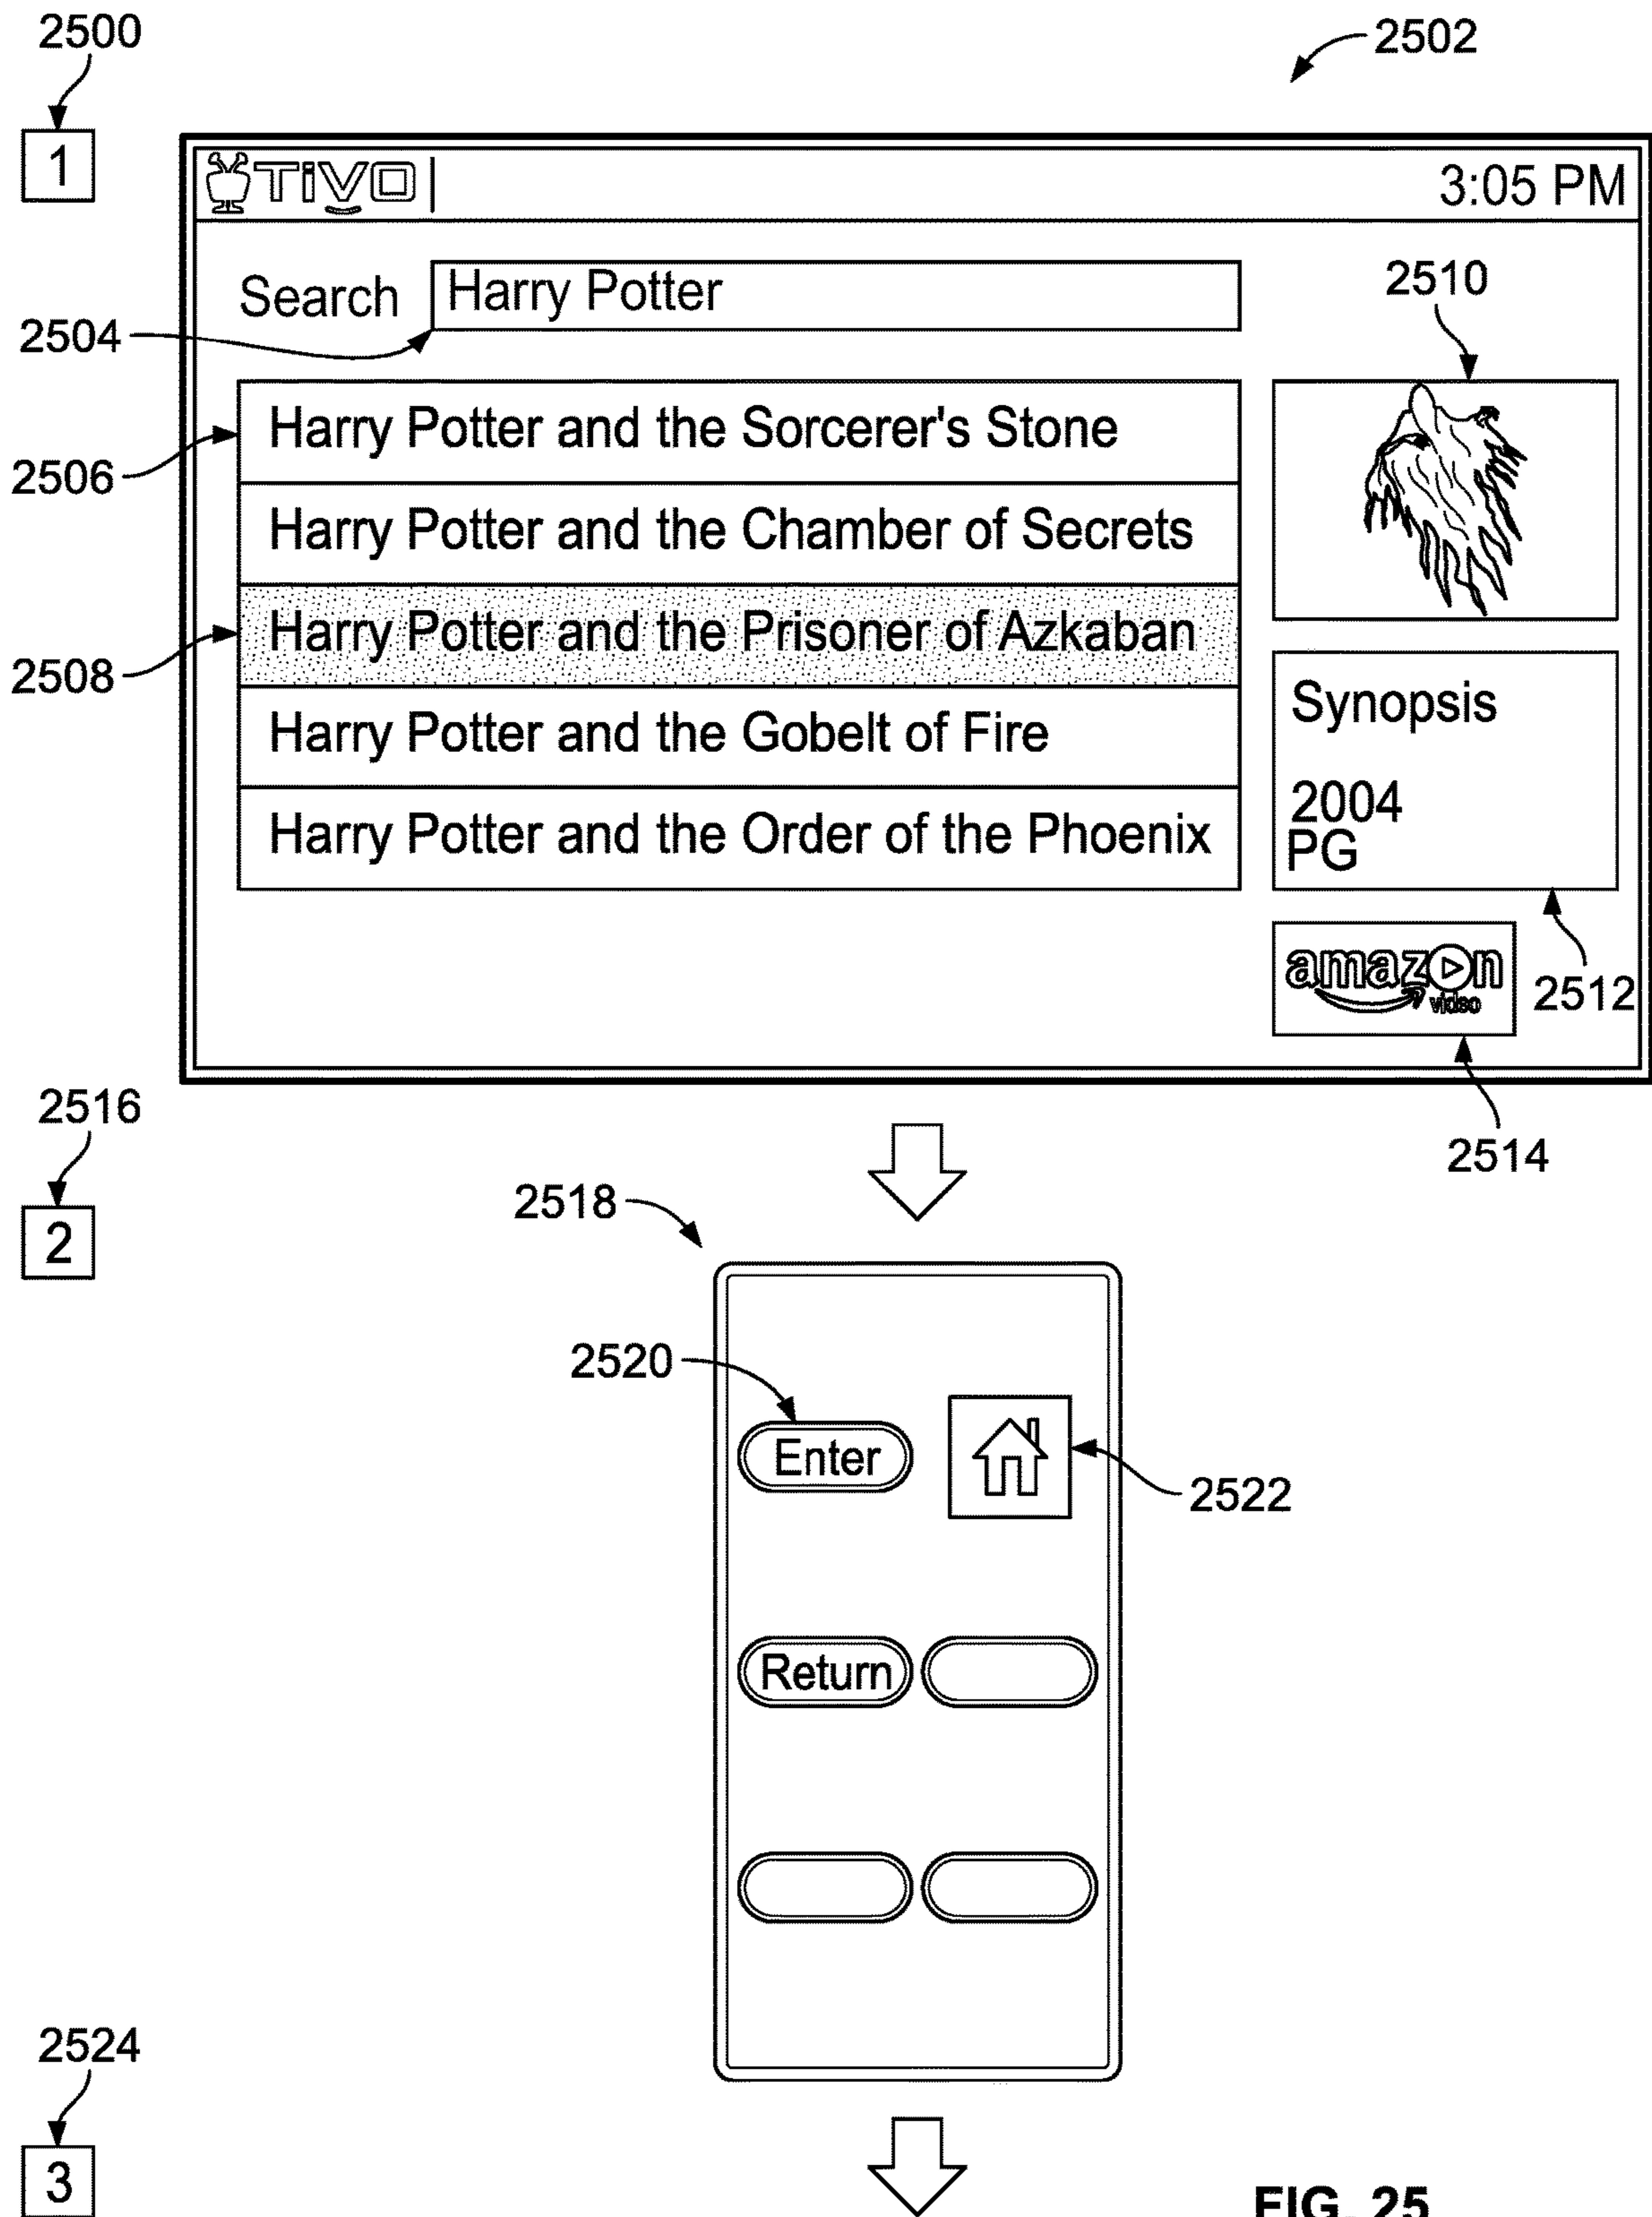 2500
2502
1
TiVo
3:05 PM
Search
Harry Potter
2510
2504
Harry Potter and the Sorcerer's Stone
2506
Harry Potter and the Chamber of Secrets
Harry Potter and the Prisoner of Azkaban
2508
Synopsis
Harry Potter and the Gobelt of Fire
2004
PG
Harry Potter and the Order of the Phoenix
amazon
video
2512
2516
2514
2518
2
2520
Enter
2522
Return
2524
3
FIG. 25